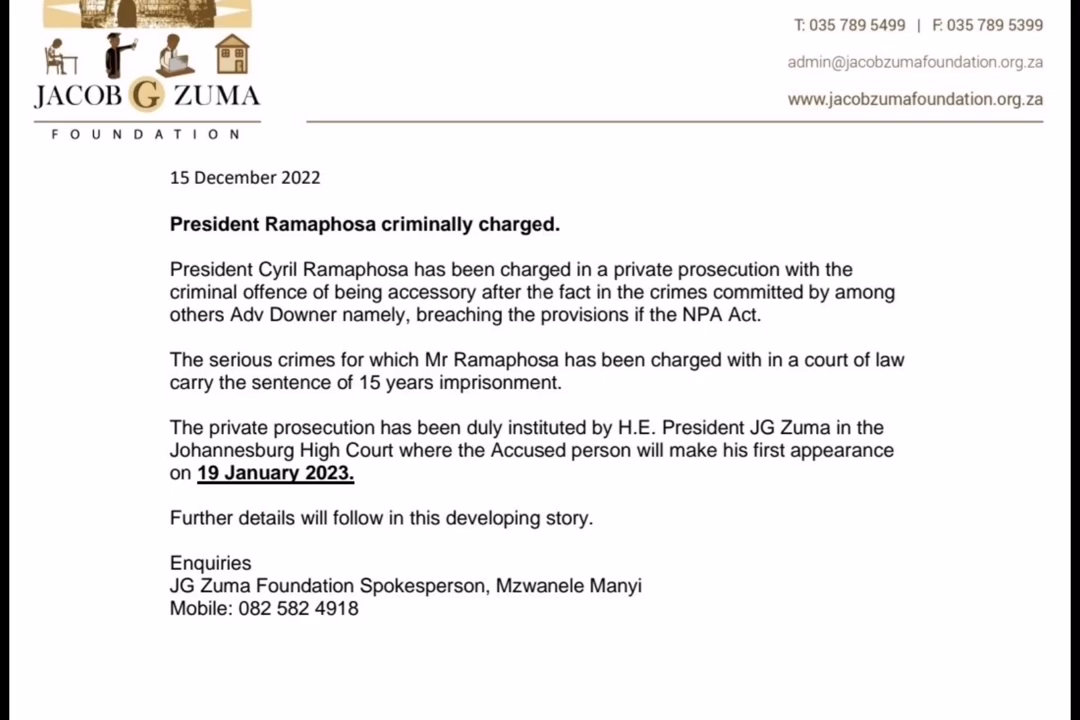 T: 035 789 5499 | F: 035 789 5399
admin@jacobzumafoundation.org.za
www.jacobzumafoundation.org.za
JACOB G ZUMA
FOUNDATION
15 December 2022
President Ramaphosa criminally charged.
President Cyril Ramaphosa has been charged in a private prosecution with the
criminal offence of being accessory after the fact in the crimes committed by among
others Adv Downer namely, breaching the provisions if the NPA Act.
The serious crimes for which Mr Ramaphosa has been charged with in a court of law
carry the sentence of 15 years imprisonment.
The private prosecution has been duly instituted by H.E. President JG Zuma in the
Johannesburg High Court where the Accused person will make his first appearance
on 19 January 2023.
Further details will follow in this developing story.
Enquiries
JG Zuma Foundation Spokesperson, Mzwanele Manyi
Mobile: 082 582 4918